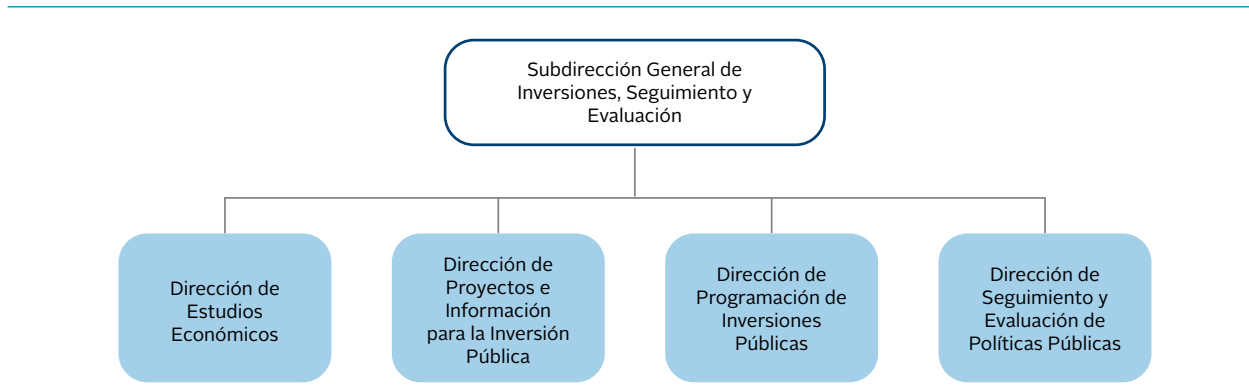 Subdirección General de
Inversiones, Seguimiento y
Evaluación
Dirección de
Estudios
Económicos
Dirección de
Proyectos e
Información
para la Inversión
Pública
Dirección de
Programación de
Inversiones
Públicas
Dirección de
Seguimiento y
Evaluación de
Políticas Públicas